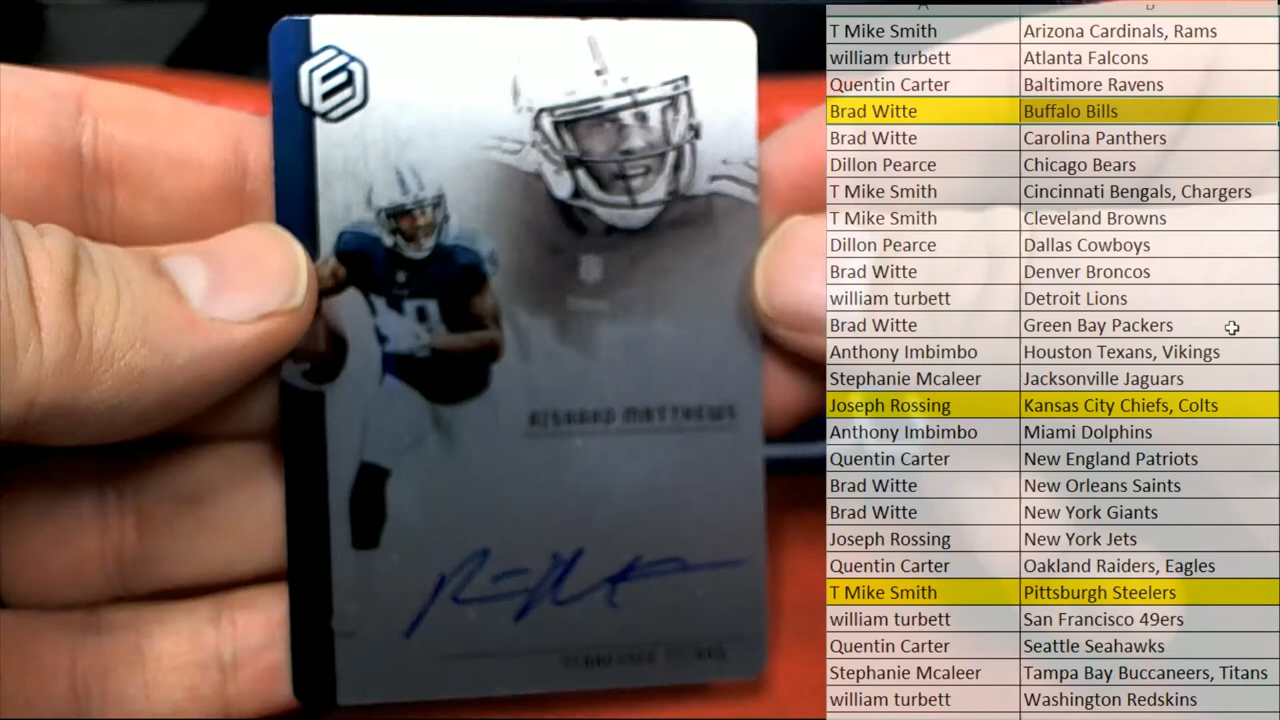 RISHARD MATTHEWS
TENNESSEE TITANS
T Mike Smith Arizona Cardinals, Rams
william turbett Atlanta Falcons
Quentin Carter Baltimore Ravens
Brad Witte Buffalo Bills
Brad Witte Carolina Panthers
Dillon Pearce Chicago Bears
T Mike Smith Cincinnati Bengals, Chargers
T Mike Smith Cleveland Browns
Dillon Pearce Dallas Cowboys
Brad Witte Denver Broncos
william turbett Detroit Lions
Brad Witte Green Bay Packers
Anthony Imbimbo Houston Texans, Vikings
Stephanie Mcaleer Jacksonville Jaguars
Joseph Rossing Kansas City Chiefs, Colts
Anthony Imbimbo Miami Dolphins
Quentin Carter New England Patriots
Brad Witte New Orleans Saints
Brad Witte New York Giants
Joseph Rossing New York Jets
Quentin Carter Oakland Raiders, Eagles
T Mike Smith Pittsburgh Steelers
william turbett San Francisco 49ers
Quentin Carter Seattle Seahawks
Stephanie Mcaleer Tampa Bay Buccaneers, Titans
william turbett Washington Redskins